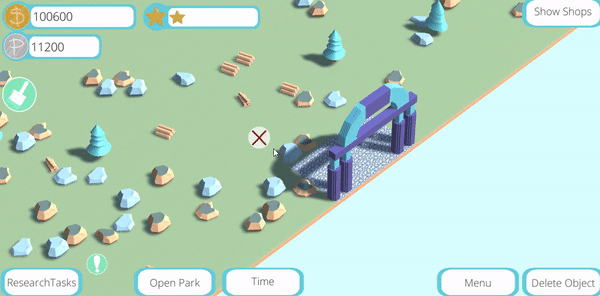 100600
Show Shops
11200
ResearchTasks
Open Park
Time
Menu
Delete Object